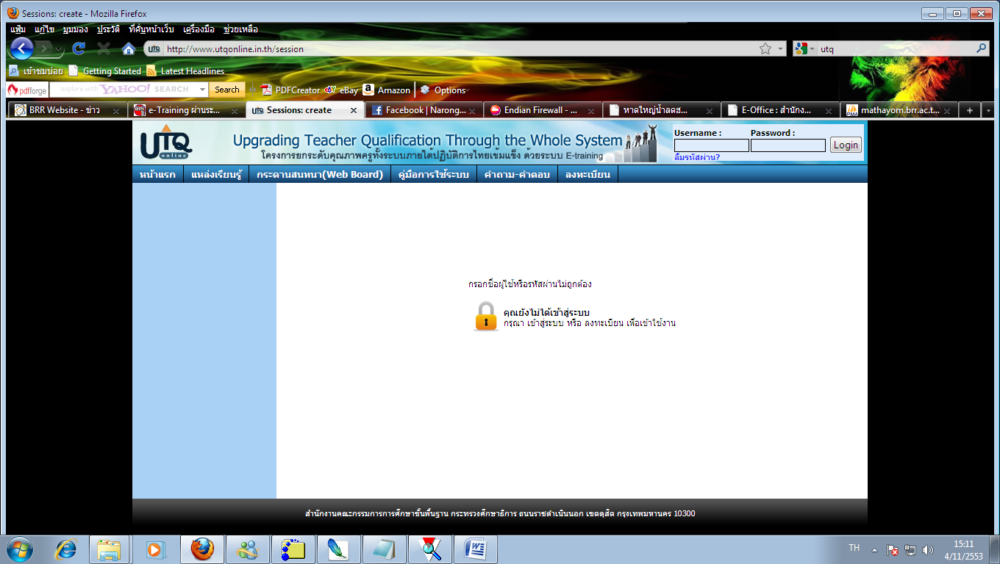 Sessions: create - Mozilla Firefox
แฟ้ม แก้ไข มุมมอง ประวัติ ที่คั่นหน้าเว็บ เครื่องมือ ช่วยเหลือ
UTQ http://www.utqonline.in.th/session utq
เข้าชมบ่อย Getting Started Latest Headlines
pdfforge explore with YAHOO! SEARCH Search PDFCreator eBay Amazon Options
BRR Website - ข่าว e-Training ผ่านระ... UTQ Sessions: create Facebook | Narong... Endian Firewall - ... หาดใหญ่น้ำลดฮ... E-Office : สำนักง... PMA mathayom.brr.ac.t...
UTQ online Upgrading Teacher Qualification Through the Whole System Username : Password :
โครงการยกระดับคุณภาพครูทั้งระบบภายใต้ปฏิบัติการไทยเข้มแข็ง ด้วยระบบ E-training Login
ลืมรหัสผ่าน?
หน้าแรก แหล่งเรียนรู้ กระดานสนทนา(Web Board) คู่มือการใช้ระบบ คำถาม-คำตอบ ลงทะเบียน
กรอกชื่อผู้ใช้หรือรหัสผ่านไม่ถูกต้อง
คุณยังไม่ได้เข้าสู่ระบบ
กรุณา เข้าสู่ระบบ หรือ ลงทะเบียน เพื่อเข้าใช้งาน
สำนักงานคณะกรรมการการศึกษาขั้นพื้นฐาน กระทรวงศึกษาธิการ ถนนราชดำเนินนอก เขตดุสิต กรุงเทพมหานคร 10300
TH 15:11
4/11/2553